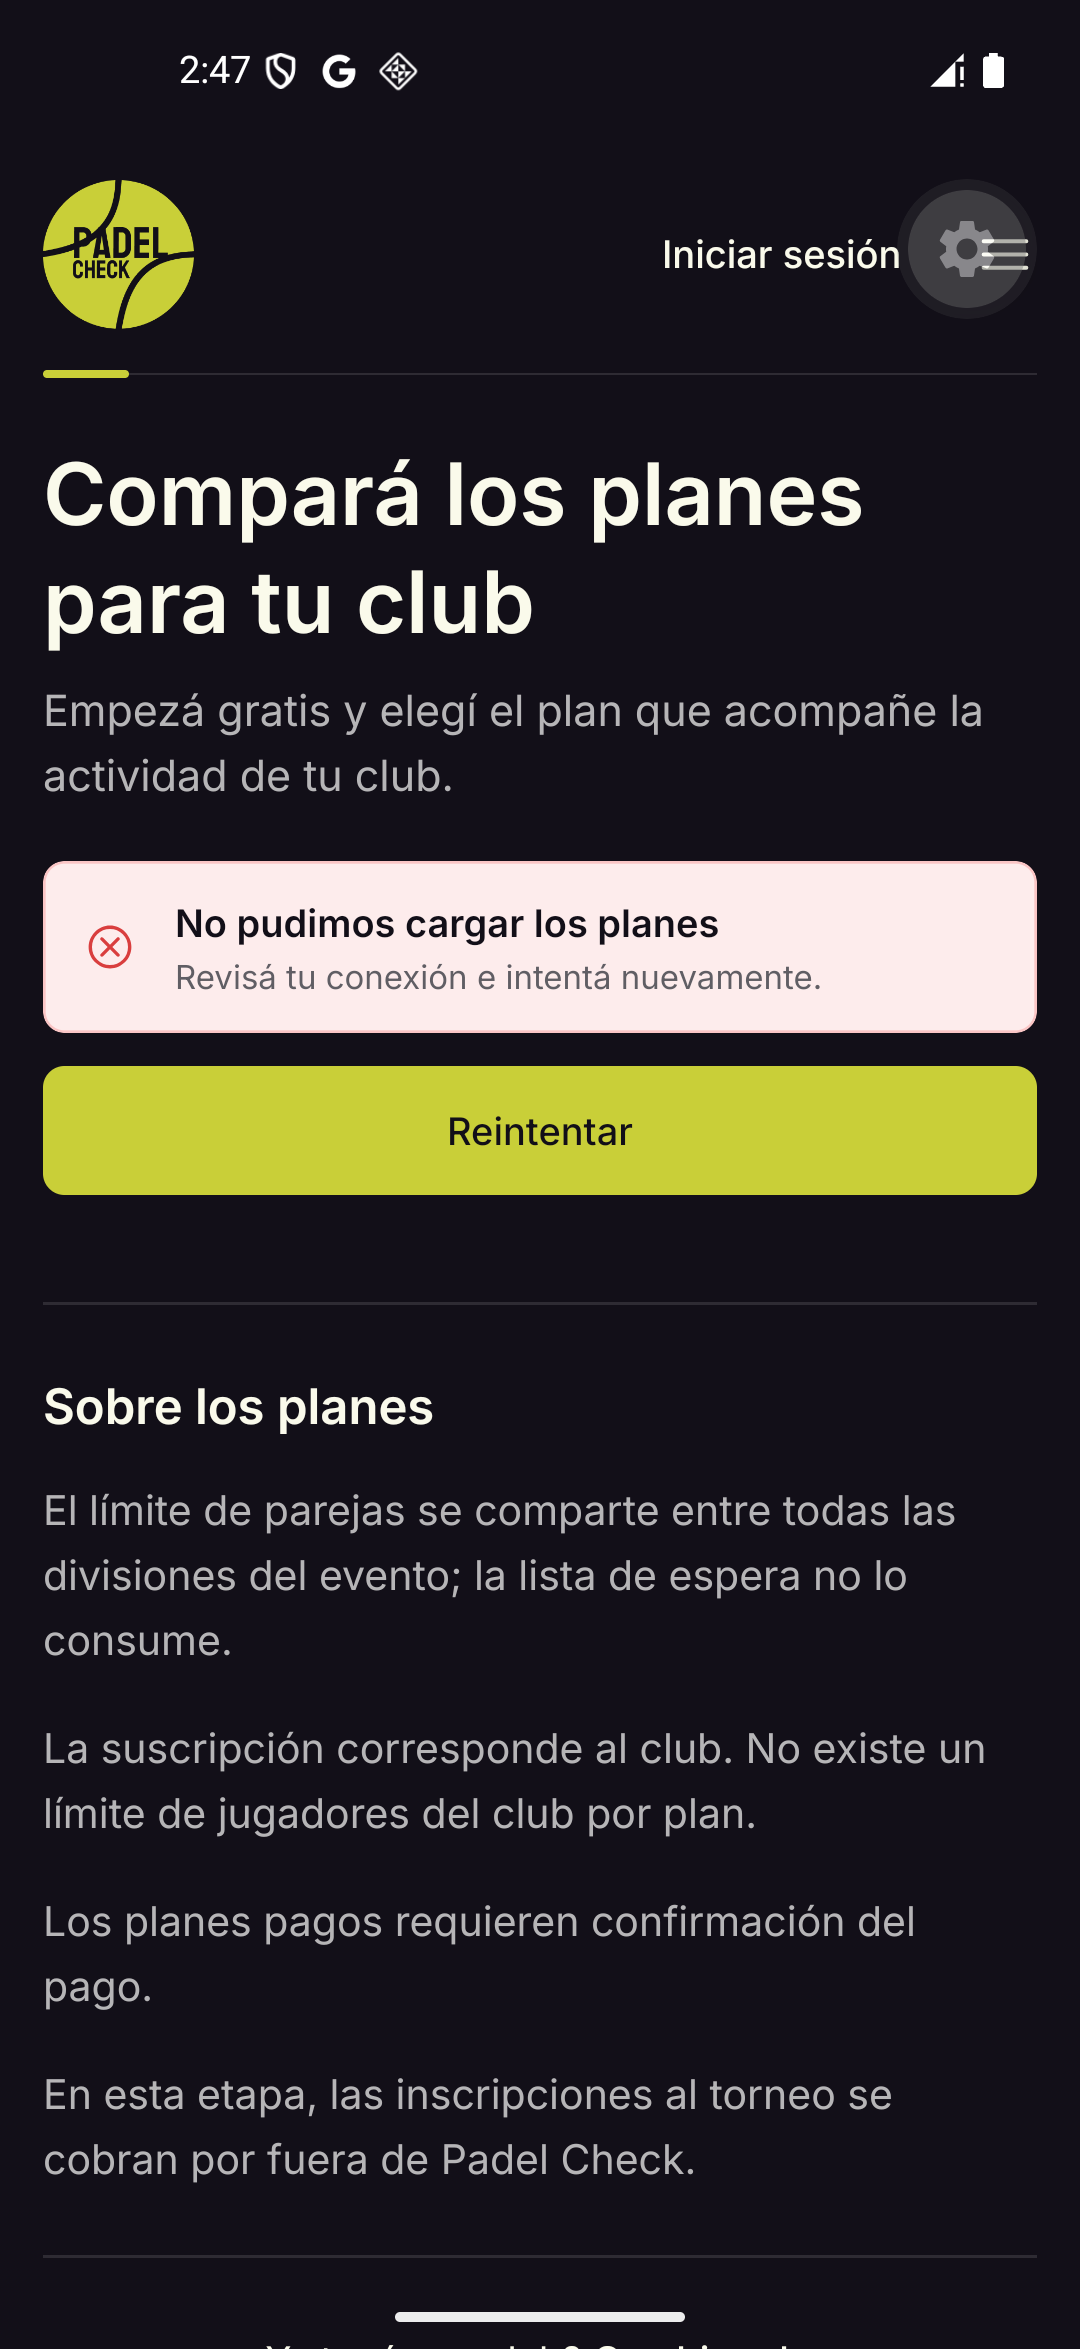 2:47
PADEL
CHECK
Iniciar sesión
Compará los planes
para tu club
Empezá gratis y elegí el plan que acompañe la
actividad de tu club.
No pudimos cargar los planes
Revisá tu conexión e intentá nuevamente.
Reintentar
Sobre los planes
El límite de parejas se comparte entre todas las
divisiones del evento; la lista de espera no lo
consume.
La suscripción corresponde al club. No existe un
límite de jugadores del club por plan.
Los planes pagos requieren confirmación del
pago.
En esta etapa, las inscripciones al torneo se
cobran por fuera de Padel Check.